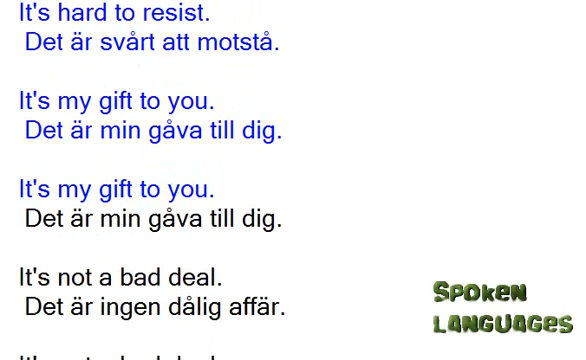 It's hard to resist.
Det är svårt att motstå.
It's my gift to you.
Det är min gåva till dig.
It's my gift to you.
Det är min gåva till dig.
It's not a bad deal.
Det är ingen dålig affär.
Spoken
Languages